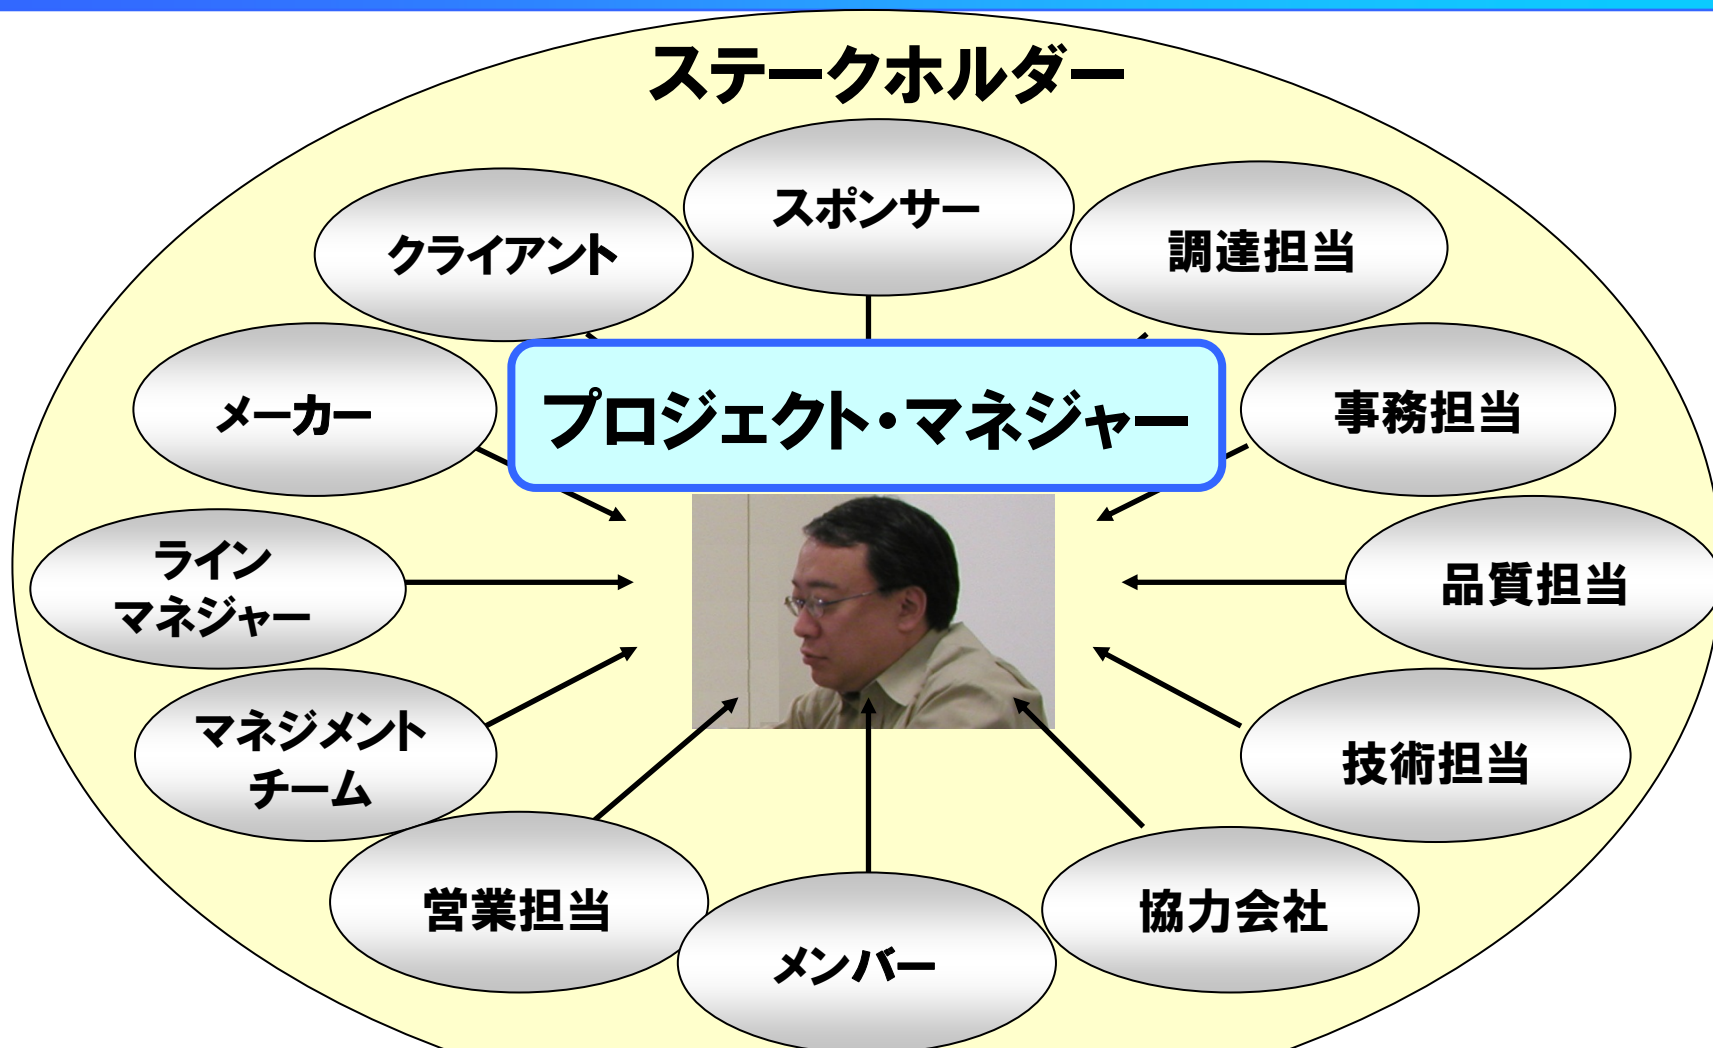 ステークホルダー
スポンサー
クライアント
調達担当
メーカー
プロジェクト・マネジャー
事務担当
ライン
マネジャー
品質担当
マネジメント
チーム
技術担当
営業担当
メンバー
協力会社